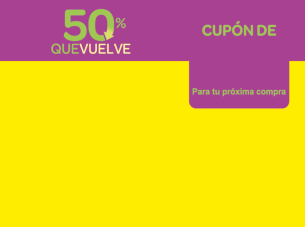 50%
QUEVUELVE
CUPÓN DE
Para tu próxima compra